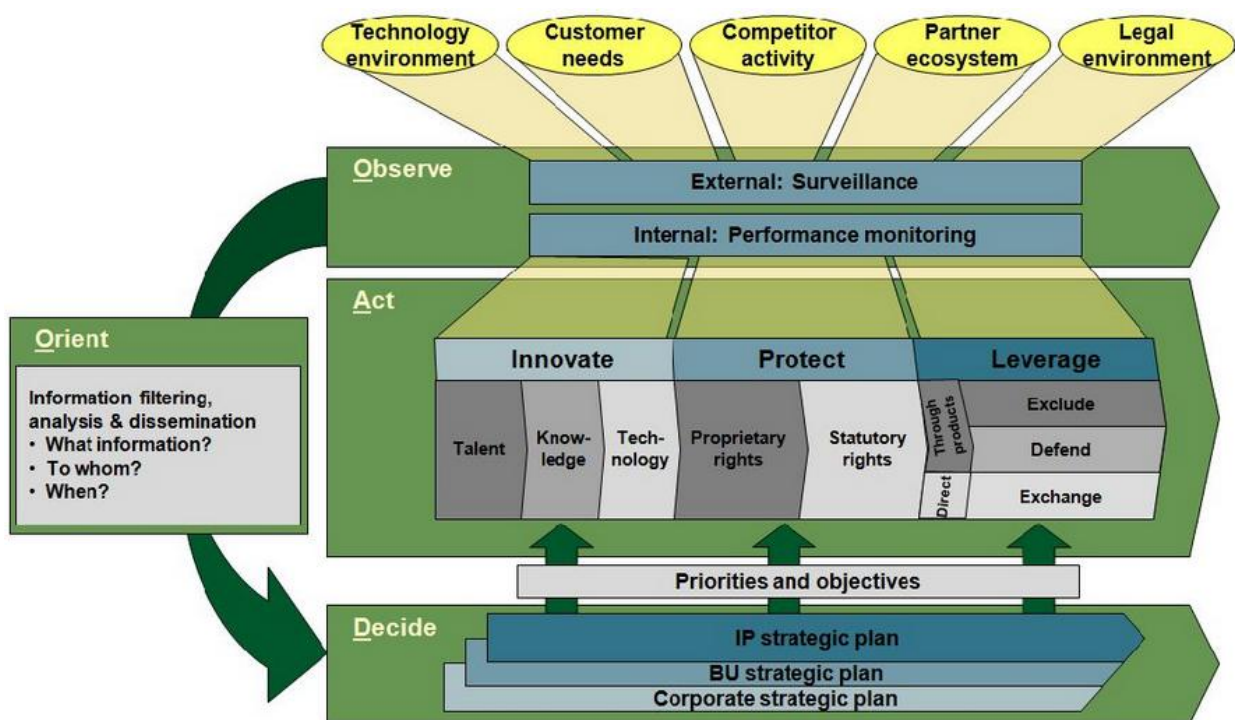 Technology
environment
Customer
needs
Competitor
activity
Partner
ecosystem
Legal
environment
Observe
External: Surveillance
Internal: Performance monitoring
Act
Orient
Information filtering,
analysis & dissemination
• What information?
• To whom?
• When?
Innovate
Protect
Leverage
Talent
Know-
ledge
Tech-
nology
Proprietary
rights
Statutory
rights
Through
products
Direct
Exclude
Defend
Exchange
Priorities and objectives
Decide
IP strategic plan
BU strategic plan
Corporate strategic plan